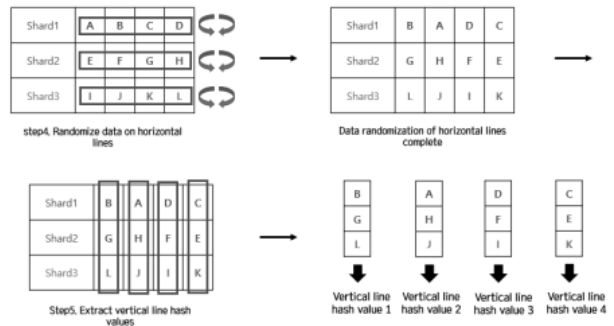 Shard1 A B C D
Shard2 E F G H
Shard3 I J K L
step4. Randomize data on horizontal
lines
Shard1 B A D C
Shard2 G H F E
Shard3 L J I K
Data randomization of horizontal lines
complete
Shard1 B A D C
Shard2 G H F E
Shard3 L J I K
Step5. Extract vertical line hash
values
B A D C
G H F E
L J I K
Vertical line Vertical line Vertical line Vertical line
hash value 1 hash value 2 hash value 3 hash value 4